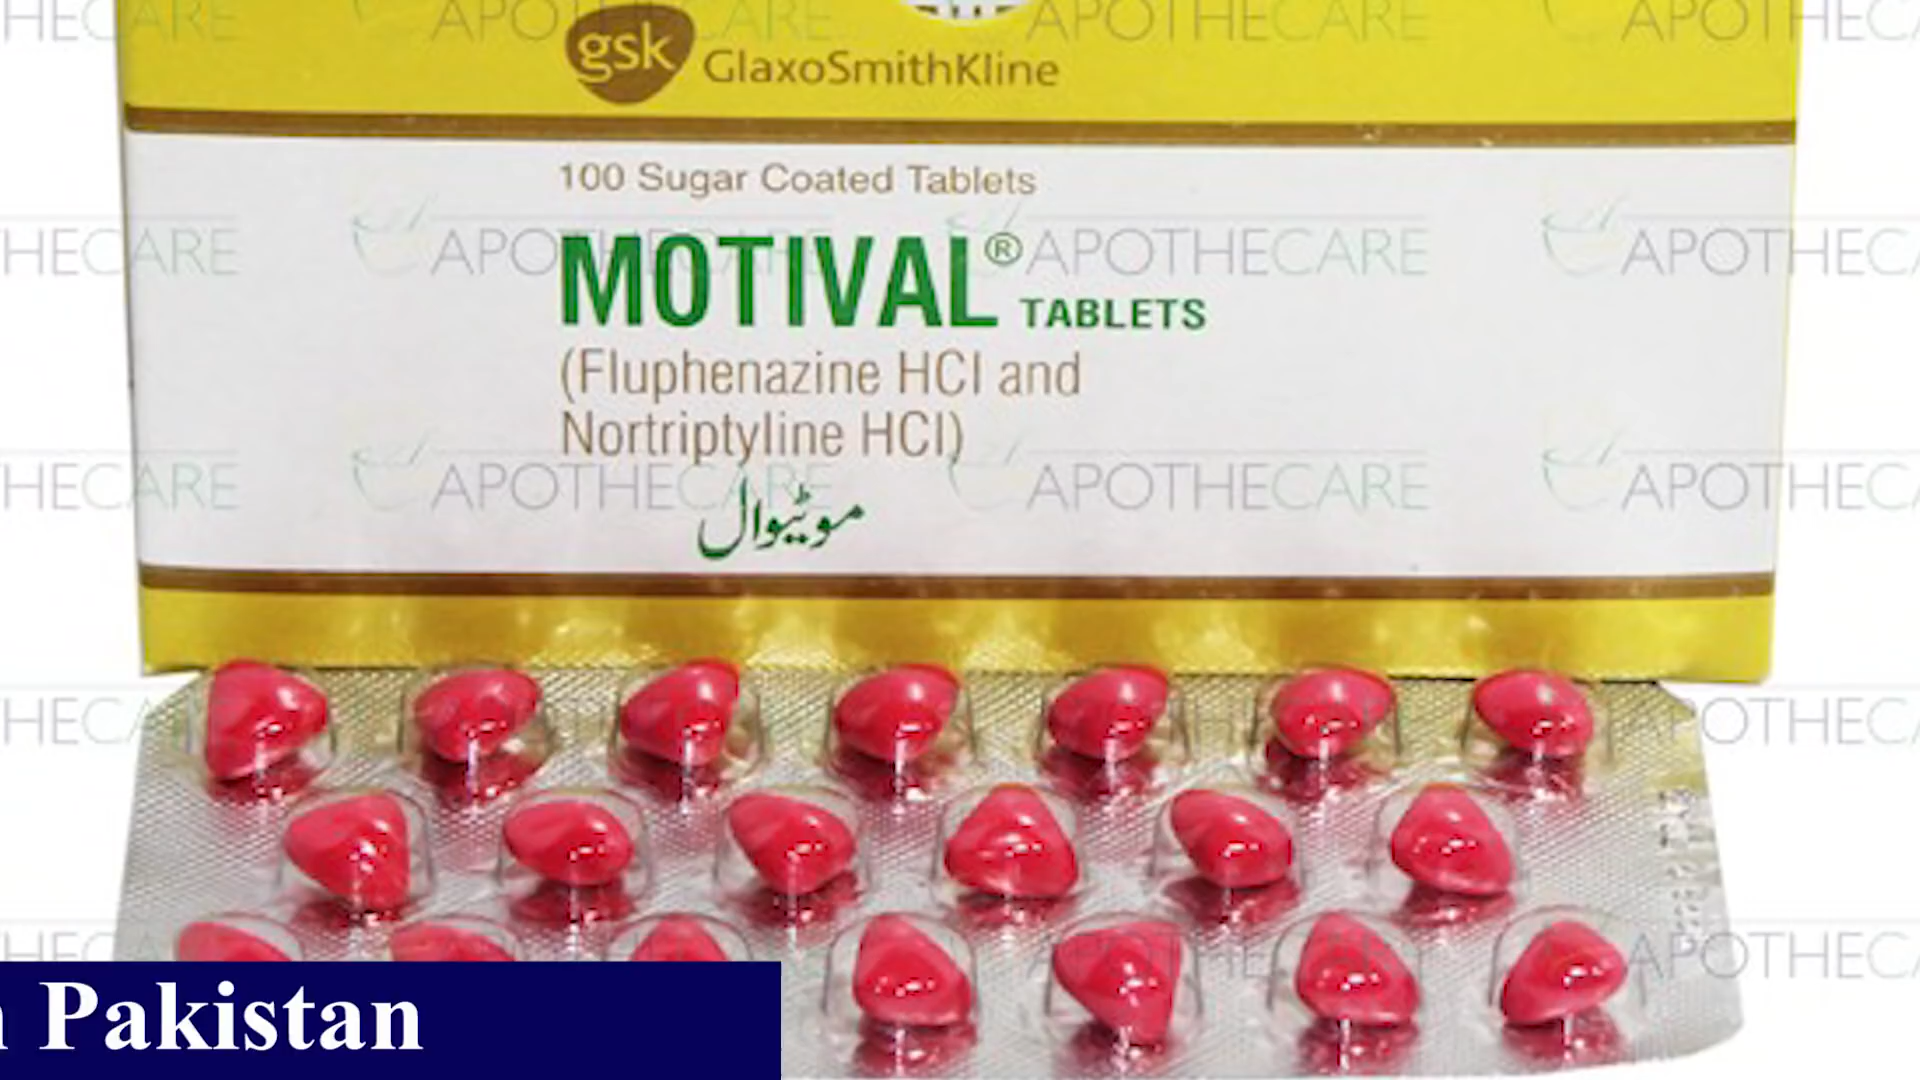 gsk GlaxoSmithKline
100 Sugar Coated Tablets
MOTIVAL® TABLETS
(Fluphenazine HCl and
Nortriptyline HCl)
موٹیوال
APOTHECARE
Pakistan